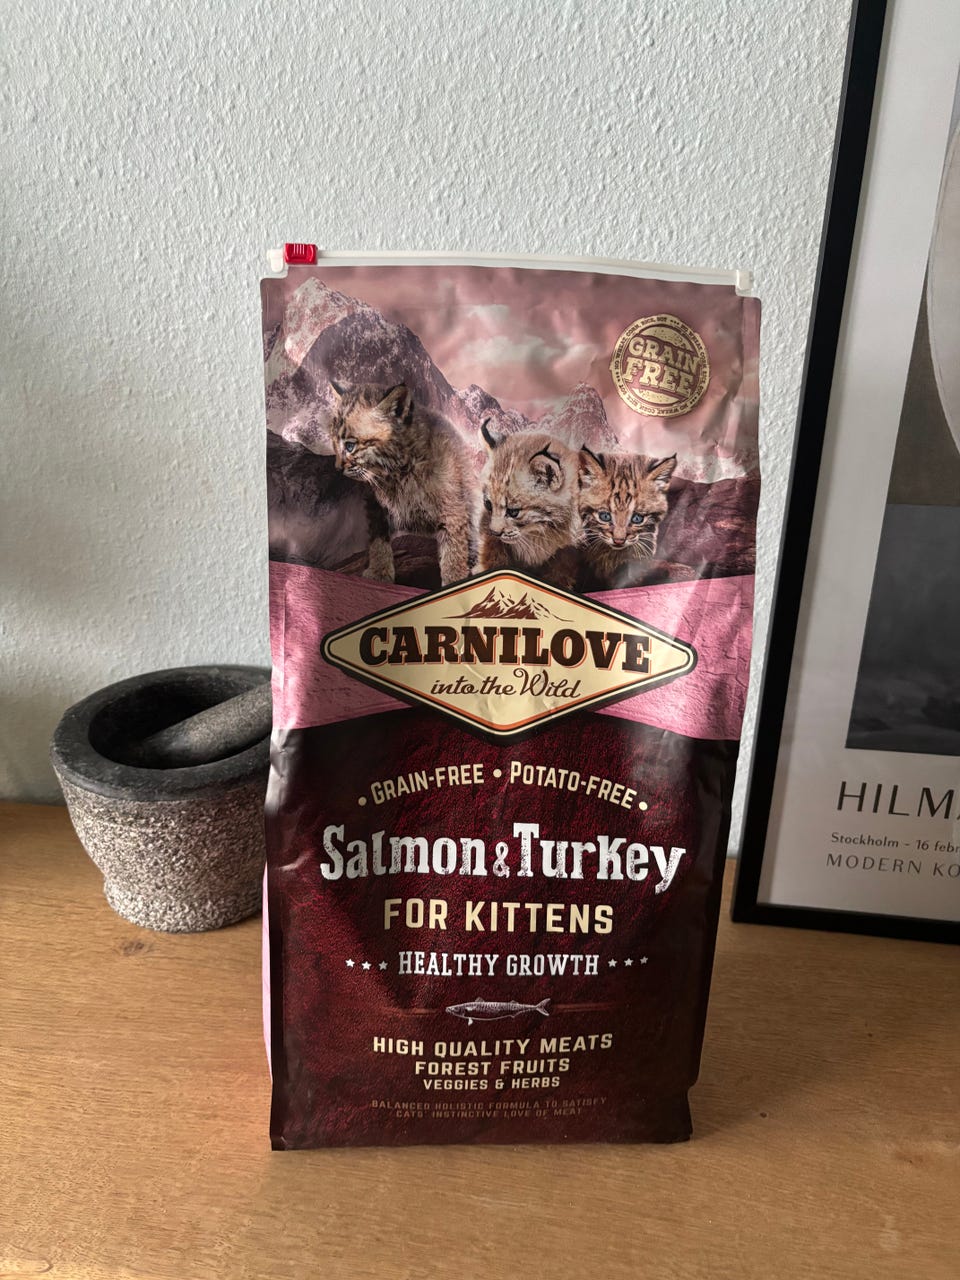 GRAIN
FREE
CARNILOVE
into the Wild
• GRAIN-FREE • POTATO-FREE •
Salmon & Turkey
FOR KITTENS
HEALTHY GROWTH
HIGH QUALITY MEATS
FOREST FRUITS
VEGGIES & HERBS
BALANCED HOLISTIC FORMULA TO SATISFY
CATS' INSTINCTIVE LOVE OF MEAT
HILM
Stockholm - 16 febr
MODERN KO